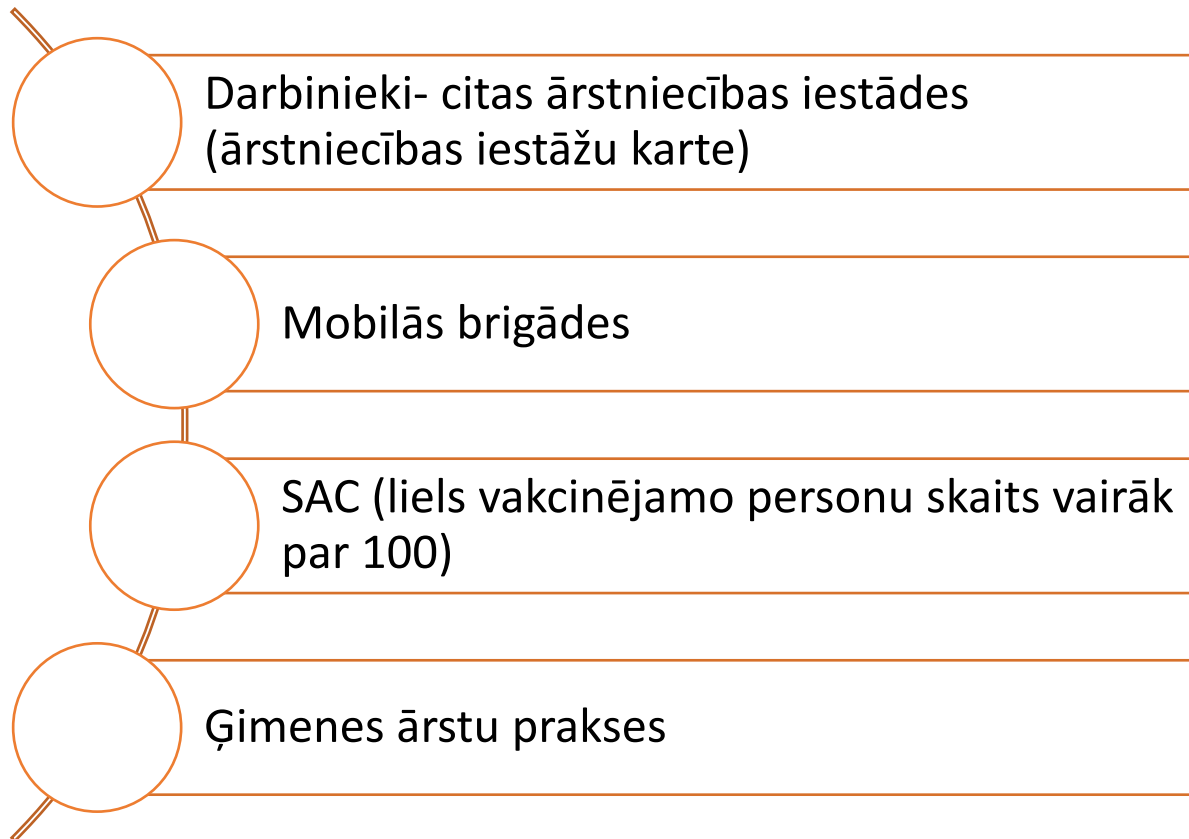 Darbinieki- citas ārstniecības iestādes
(ārstniecības iestāžu karte)
Mobilās brigādes
SAC (liels vakcinējamo personu skaits vairāk
par 100)
Ģimenes ārstu prakses